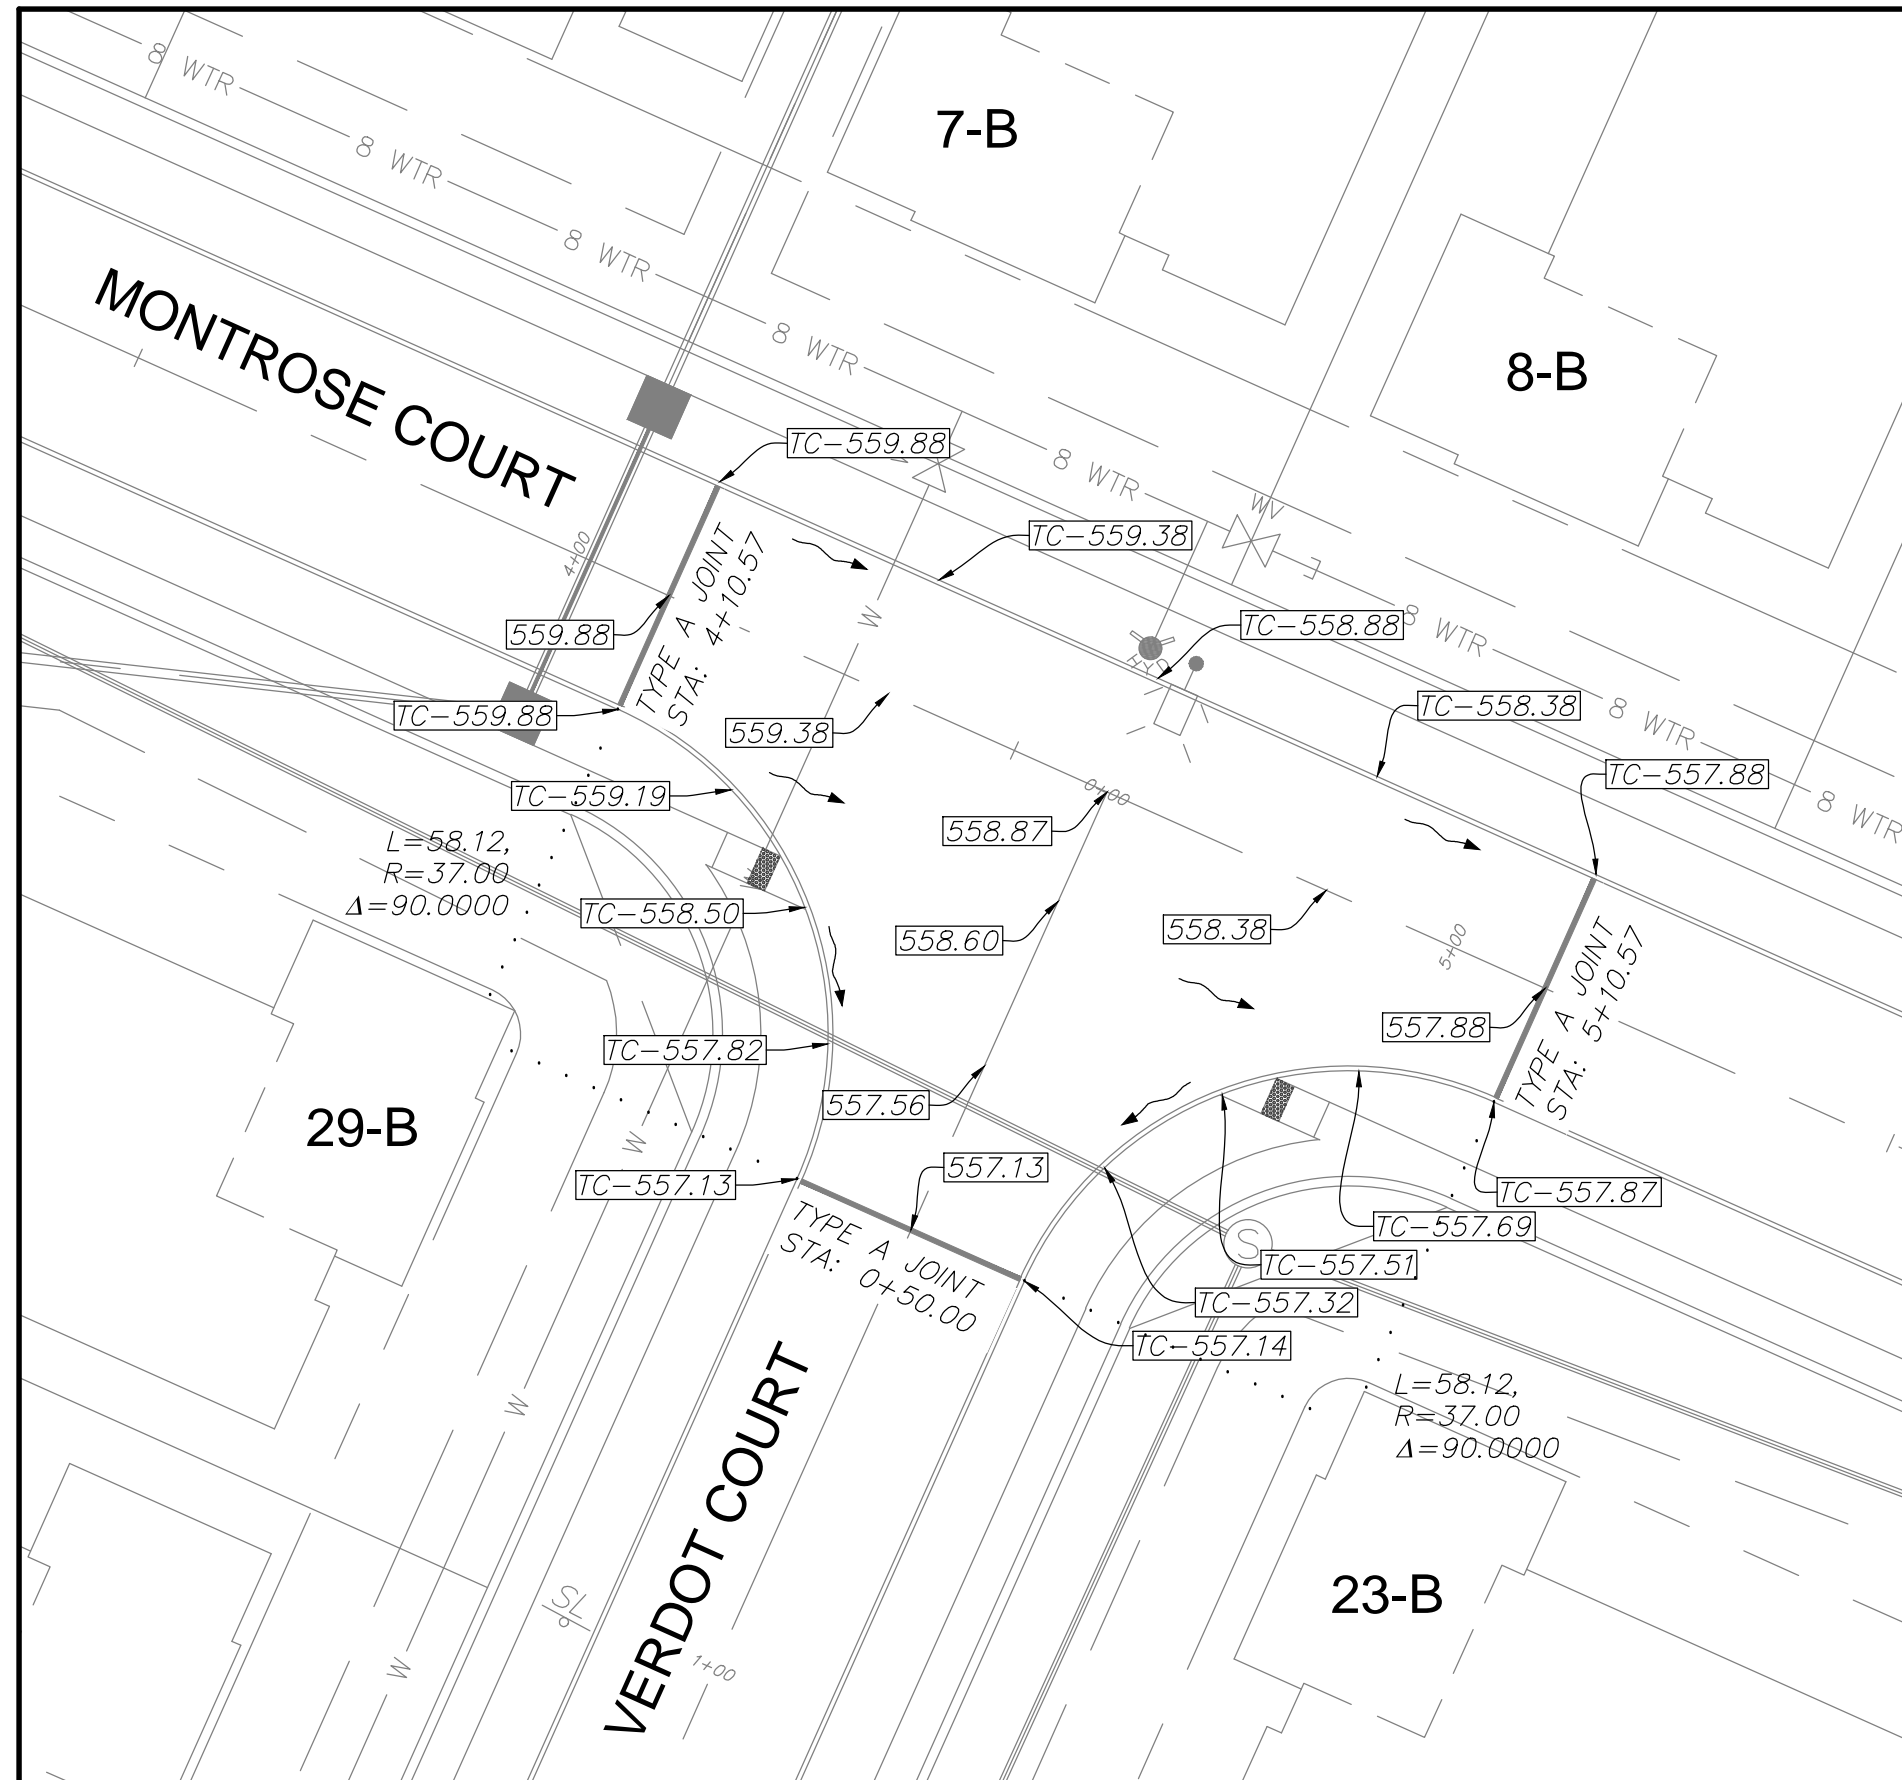 8 WTR
7-B
8 WTR
8 WTR
MONTROSE COURT
8 WTR
8-B
TC-559.88
8 WTR
WV
TC-559.38
4+00
TYPE A JOINT
STA: 4+10.57
559.88
W
TC-558.88
8 WTR
HYD
TC-559.88
559.38
TC-558.38
8 WTR
TC-557.88
8 WTR
TC-559.19
0+00
558.87
L=58.12,
R=37.00
Δ=90.0000
TC-558.50
558.60
558.38
5+00
TYPE A JOINT
STA: 5+10.57
557.88
TC-557.82
557.56
29-B
W
557.13
TC-557.13
TC-557.87
TC-557.69
TYPE A JOINT
STA: 0+50.00
S
TC-557.51
TC-557.32
TC-557.14
L=58.12,
R=37.00
Δ=90.0000
W
VERDOT COURT
SL
23-B
W
1+00